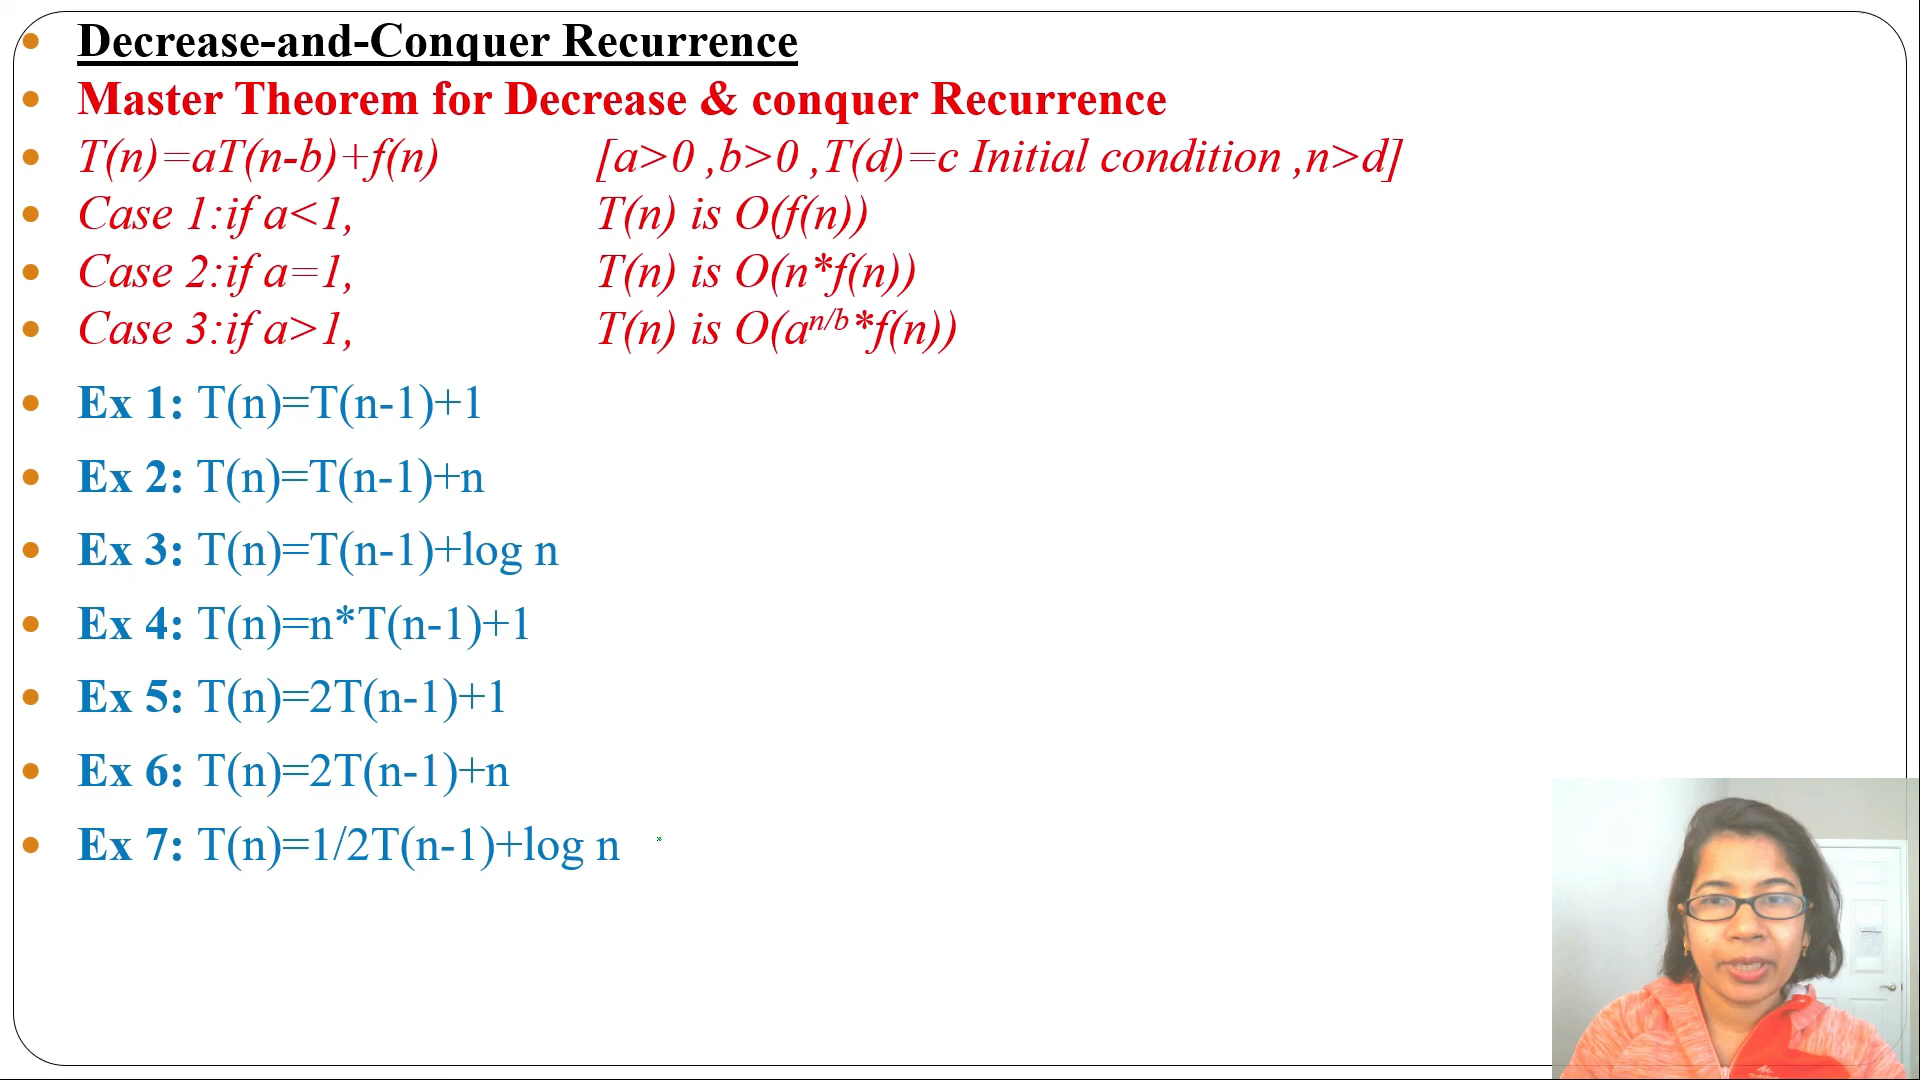 Decrease-and-Conquer Recurrence
Master Theorem for Decrease & conquer Recurrence
T(n)=aT(n-b)+f(n) [a>0 ,b>0 ,T(d)=c Initial condition ,n>d]
Case 1:if a<1, T(n) is O(f(n))
Case 2:if a=1, T(n) is O(n*f(n))
Case 3:if a>1, T(n) is O(aⁿ/ᵇ*f(n))
Ex 1: T(n)=T(n-1)+1
Ex 2: T(n)=T(n-1)+n
Ex 3: T(n)=T(n-1)+log n
Ex 4: T(n)=n*T(n-1)+1
Ex 5: T(n)=2T(n-1)+1
Ex 6: T(n)=2T(n-1)+n
Ex 7: T(n)=1/2T(n-1)+log n